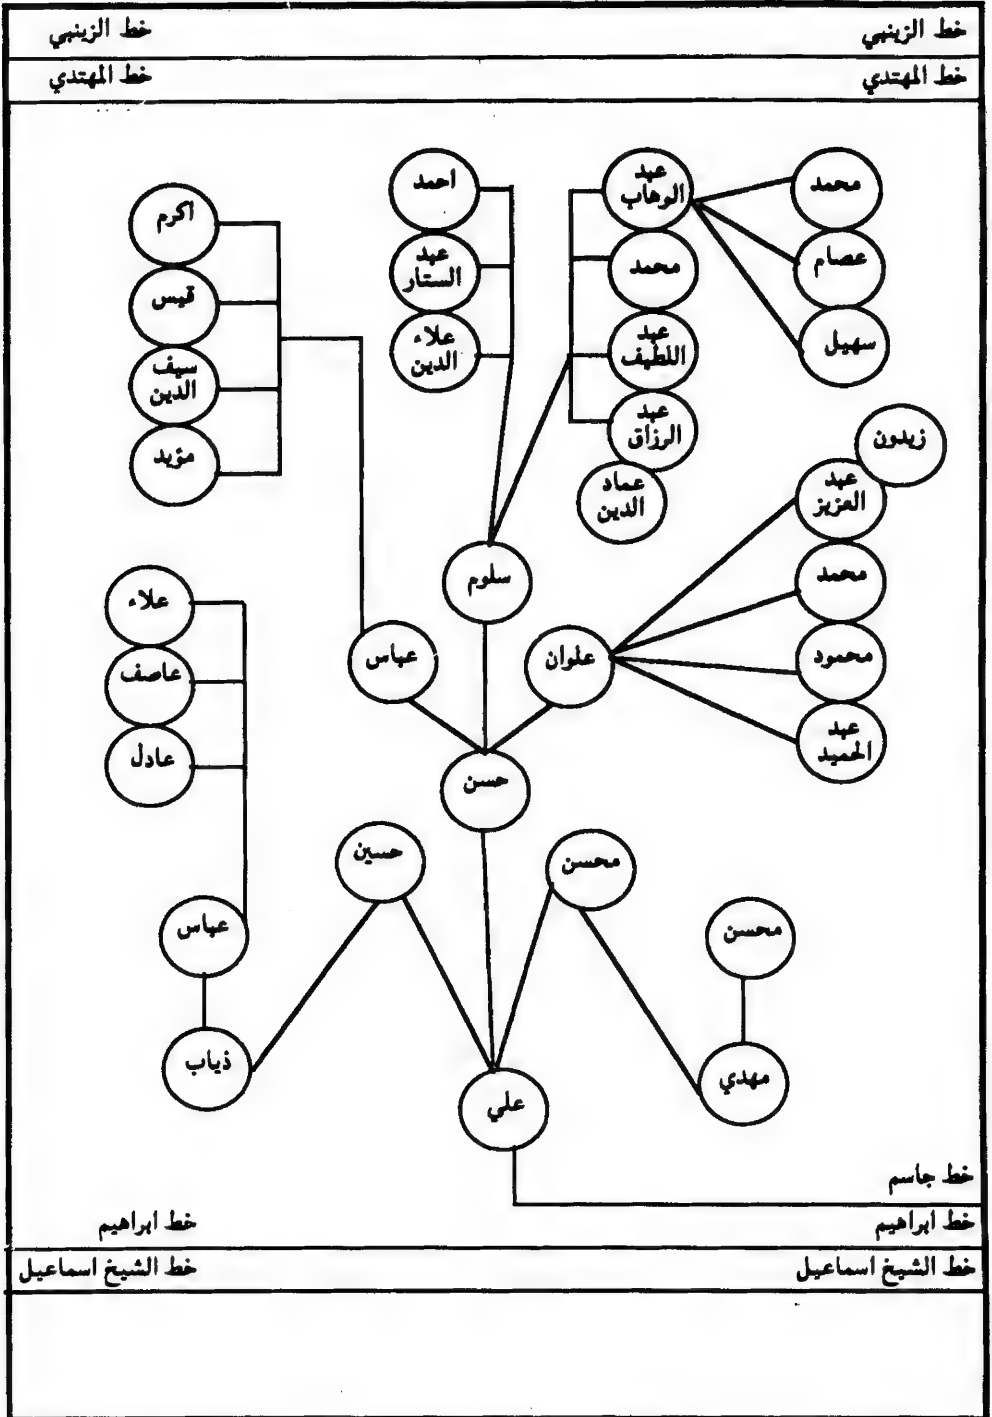 خط الزينبي
خط الزينبي
خط المهتدي
خط المهتدي
محمد
عبد
الوهاب
احمد
اكرم
عصام
محمد
عبد
الستار
قيس
سهيل
عبد
اللطيف
علاء
الدين
سيف
الدين
زيدون
عبد
الرزاق
مؤيد
عبد
العزيز
عماد
الدين
محمد
سلوم
علاء
محمود
علوان
عباس
عاصف
عبد
الحميد
حسن
عادل
محسن
حسين
محسن
عباس
مهدي
علي
ذياب
خط جاسم
خط ابراهيم
خط ابراهيم
خط الشيخ اسماعيل
خط الشيخ اسماعيل